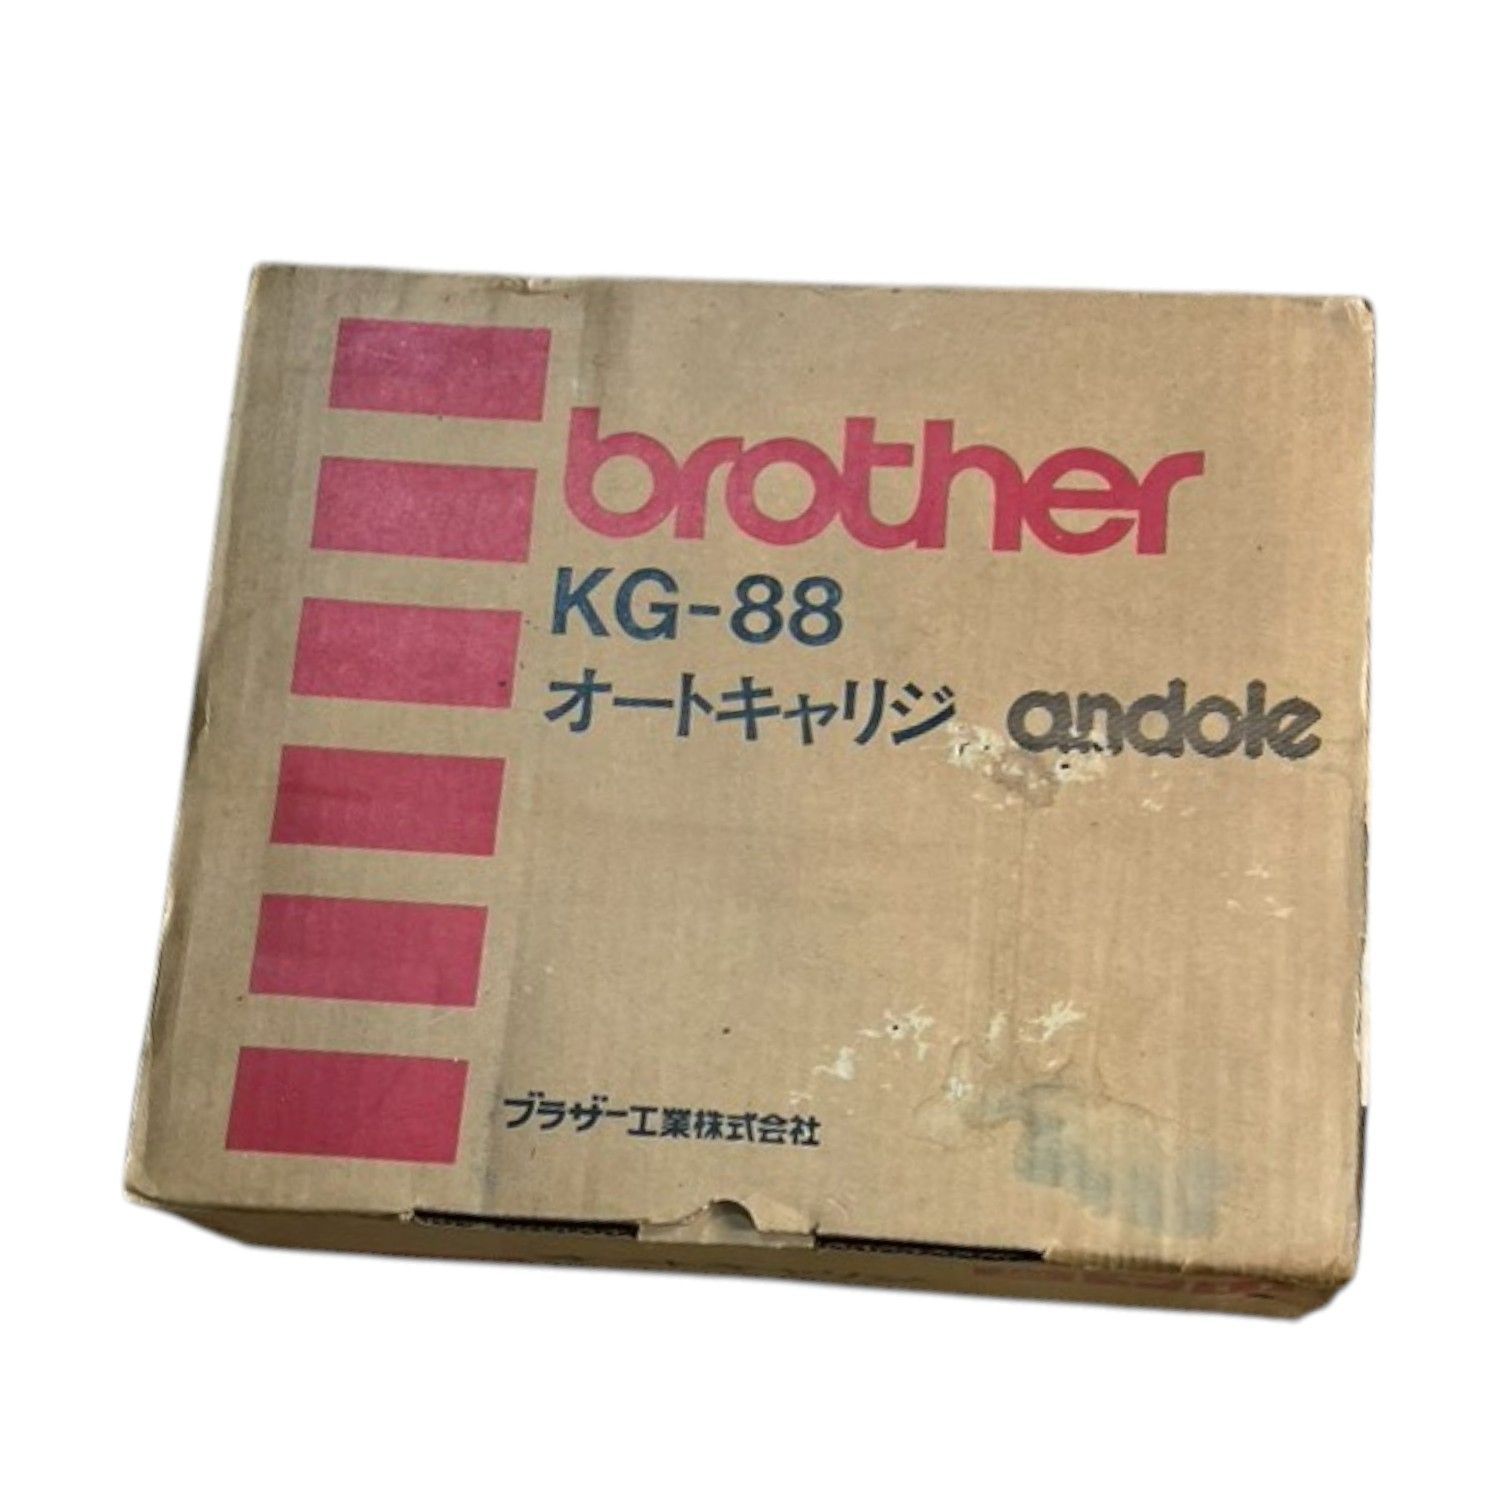 brother
KG-88
オートキャリジ andole
ブラザー工業株式会社